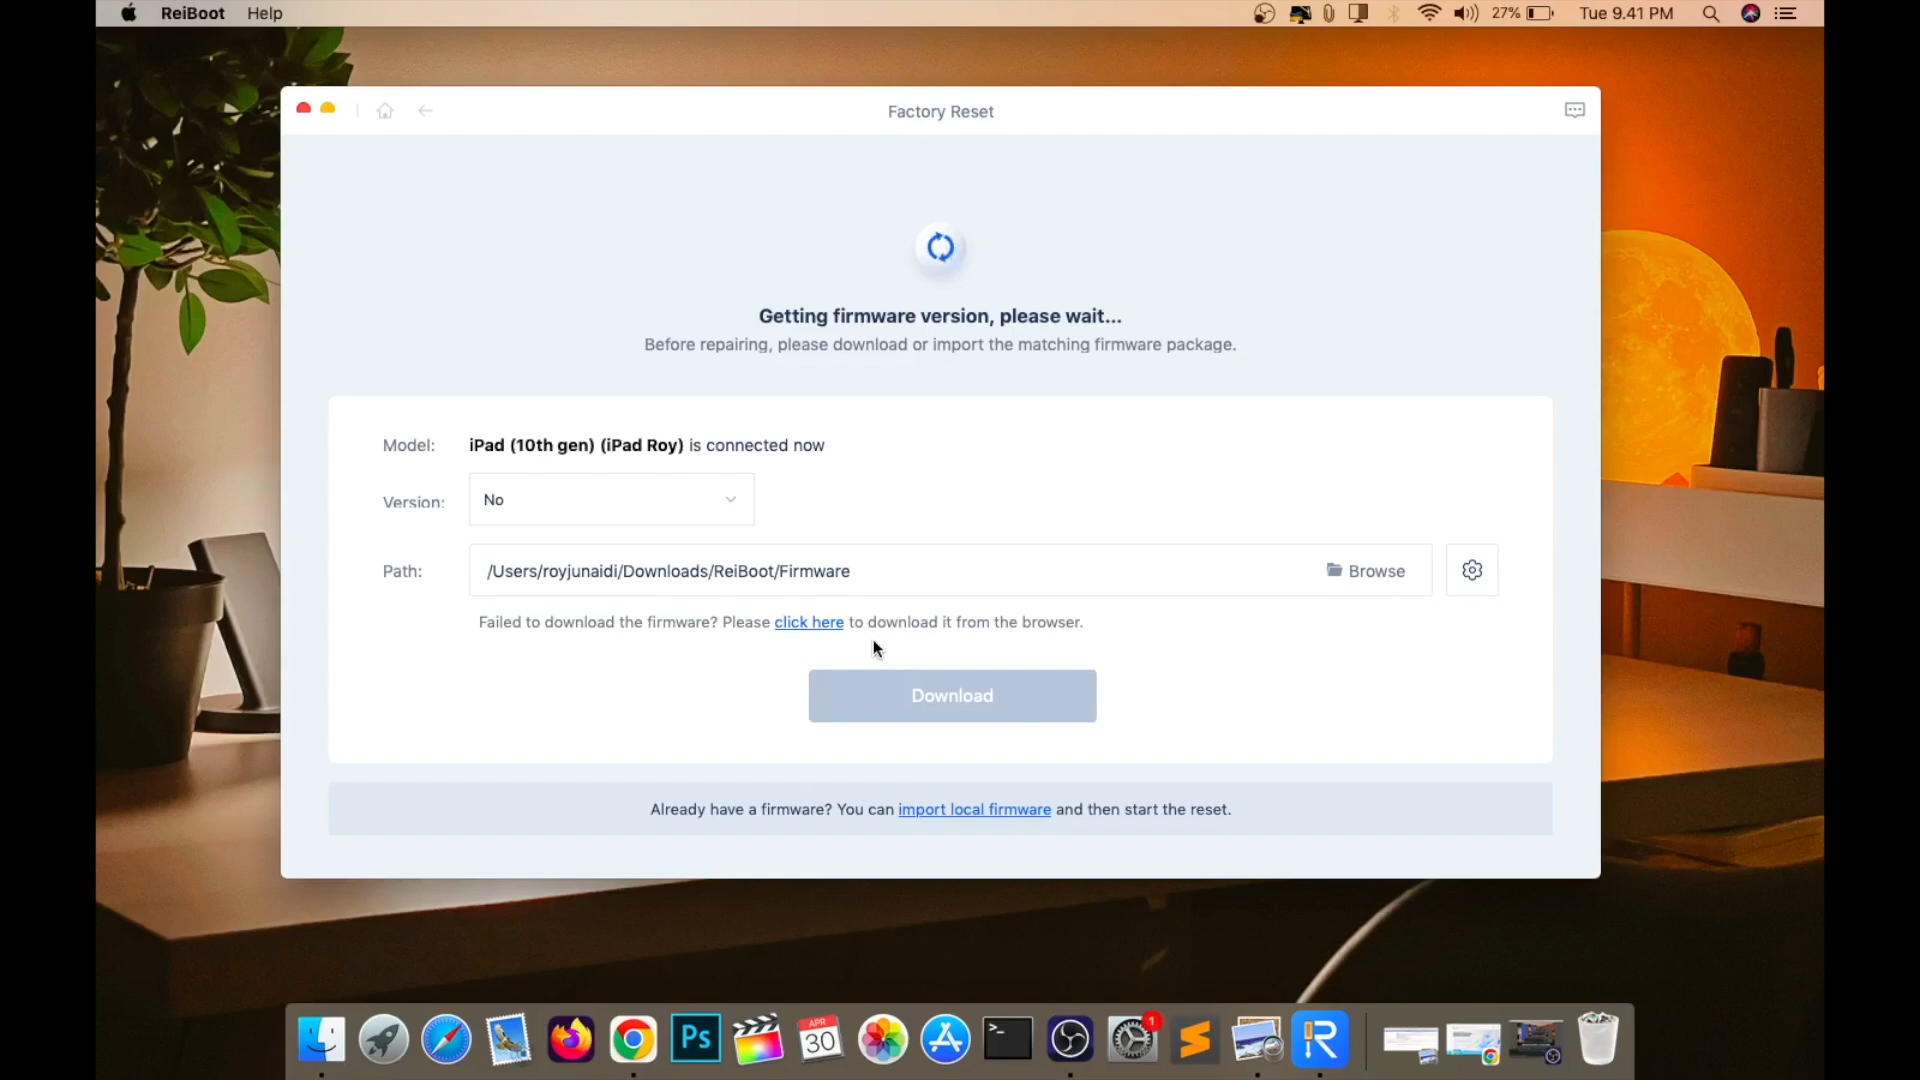 ReiBoot Help 27% Tue 9.41 PM
Factory Reset
Getting firmware version, please wait...
Before repairing, please download or import the matching firmware package.
Model: iPad (10th gen) (iPad Roy) is connected now
Version: No
Path: /Users/royjunaidi/Downloads/ReiBoot/Firmware Browse
Failed to download the firmware? Please click here to download it from the browser.
Download
Already have a firmware? You can import local firmware and then start the reset.
Ps
APR
30
1
R